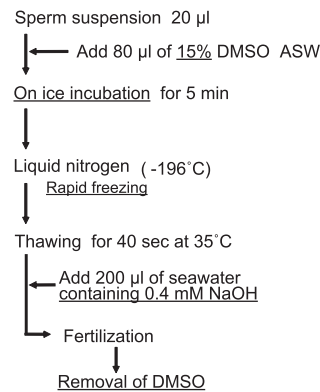 Sperm suspension 20 µl
Add 80 µl of 15% DMSO ASW
On ice incubation for 5 min
Liquid nitrogen (-196˚C)
Rapid freezing
Thawing for 40 sec at 35˚C
Add 200 µl of seawater
containing 0.4 mM NaOH
Fertilization
Removal of DMSO